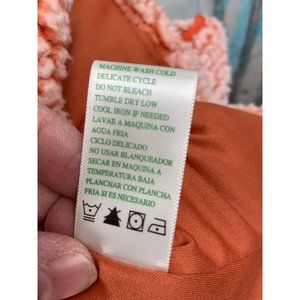 MACHINE WASH COLD
DELICATE CYCLE
DO NOT BLEACH
TUMBLE DRY LOW
COOL IRON IF NEEDED
LAVAR A MAQUINA CON
AGUA FRIA
CICLO DELICADO
NO USAR BLANQUEADOR
SECAR EN MAQUINA A
TEMPERATURA BAJA
PLANCHAR CON PLANCHA
FRIA SI ES NECESARIO